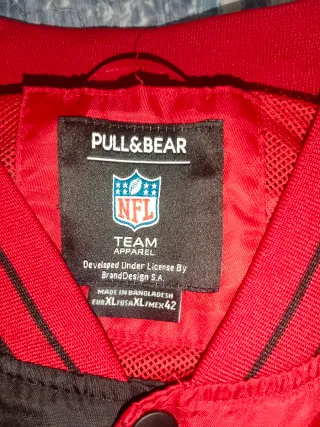 PULL&BEAR
NFL
TEAM
APPAREL
Developed Under License By
BrandDesign S.A.
MADE IN BANGLADESH
EUR XL/USA XL/MEX 42